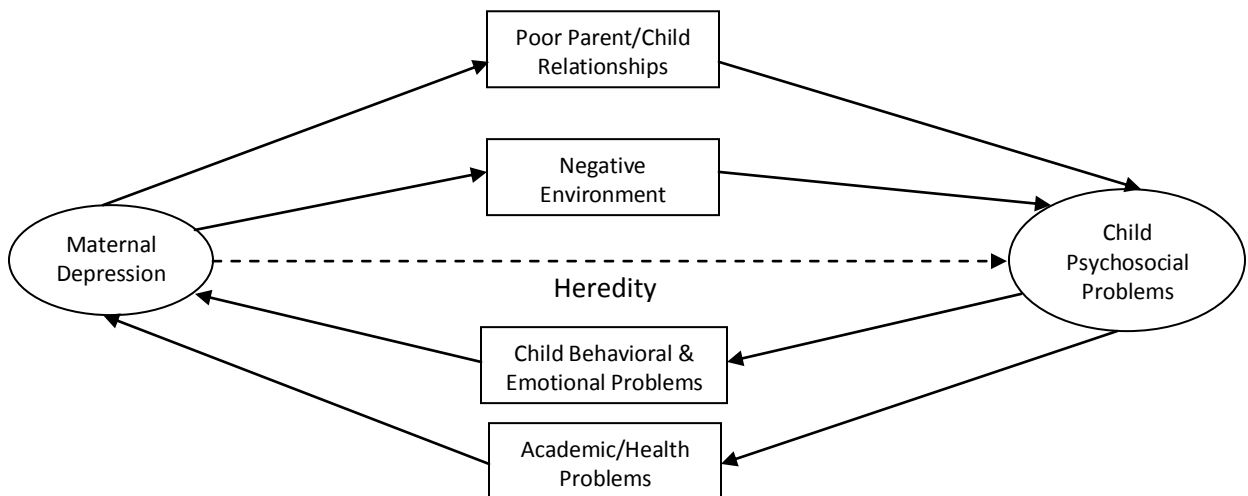 Poor Parent/Child
Relationships
Negative
Environment
Maternal
Depression
Child
Psychosocial
Problems
Heredity
Child Behavioral &
Emotional Problems
Academic/Health
Problems